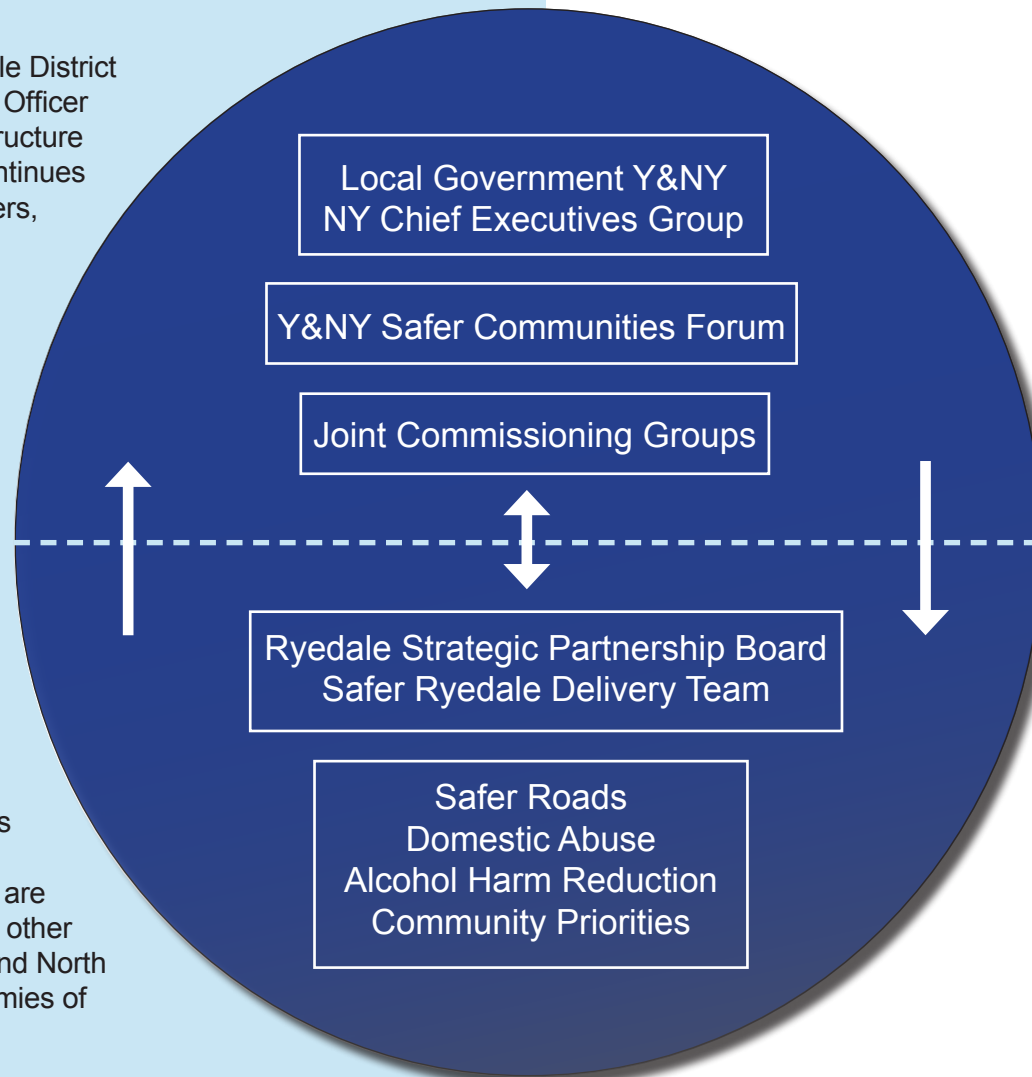 le District
Officer
ructure
ntinues
ers,
s
are
other
nd North
mies of
Local Government Y&NY
NY Chief Executives Group
Y&NY Safer Communities Forum
Joint Commissioning Groups
Ryedale Strategic Partnership Board
Safer Ryedale Delivery Team
Safer Roads
Domestic Abuse
Alcohol Harm Reduction
Community Priorities